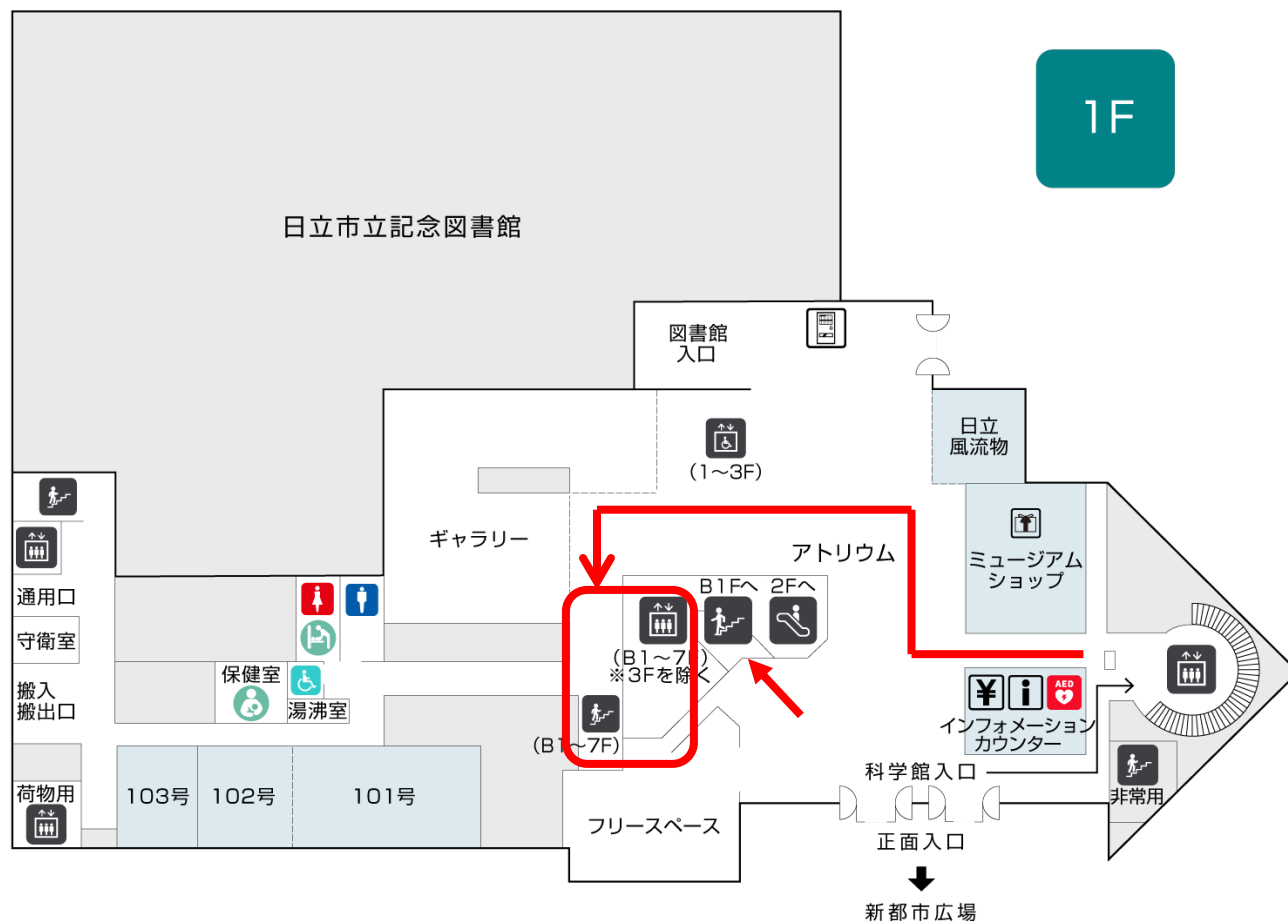 1F
日立市立記念図書館
図書館
入口
日立
風流物
(1〜3F)
ギャラリー
アトリウム
ミュージアム
ショップ
B1Fへ
2Fへ
通用口
守衛室
(B1〜7F)
※3Fを除く
保健室
搬入
搬出口
湯沸室
AED
インフォメーション
カウンター
(B1〜7F)
科学館入口
荷物用
103号
102号
101号
非常用
フリースペース
正面入口
新都市広場